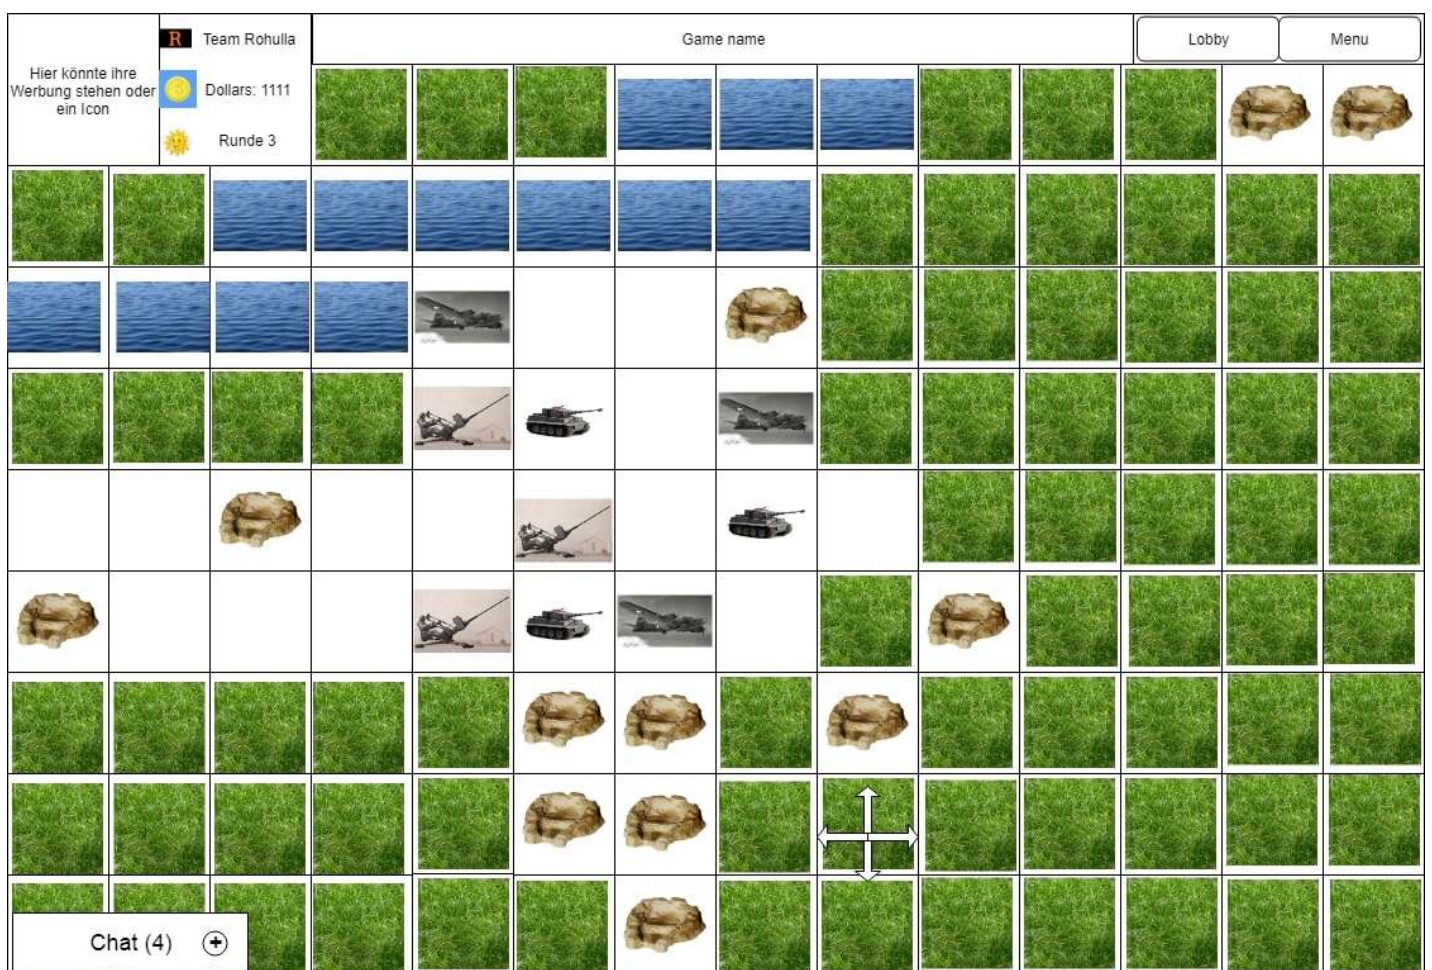 Hier könnte ihre
Werbung stehen oder
ein Icon
R
Team Rohulla
Dollars: 1111
Runde 3
Game name
Lobby
Menu
Chat (4)